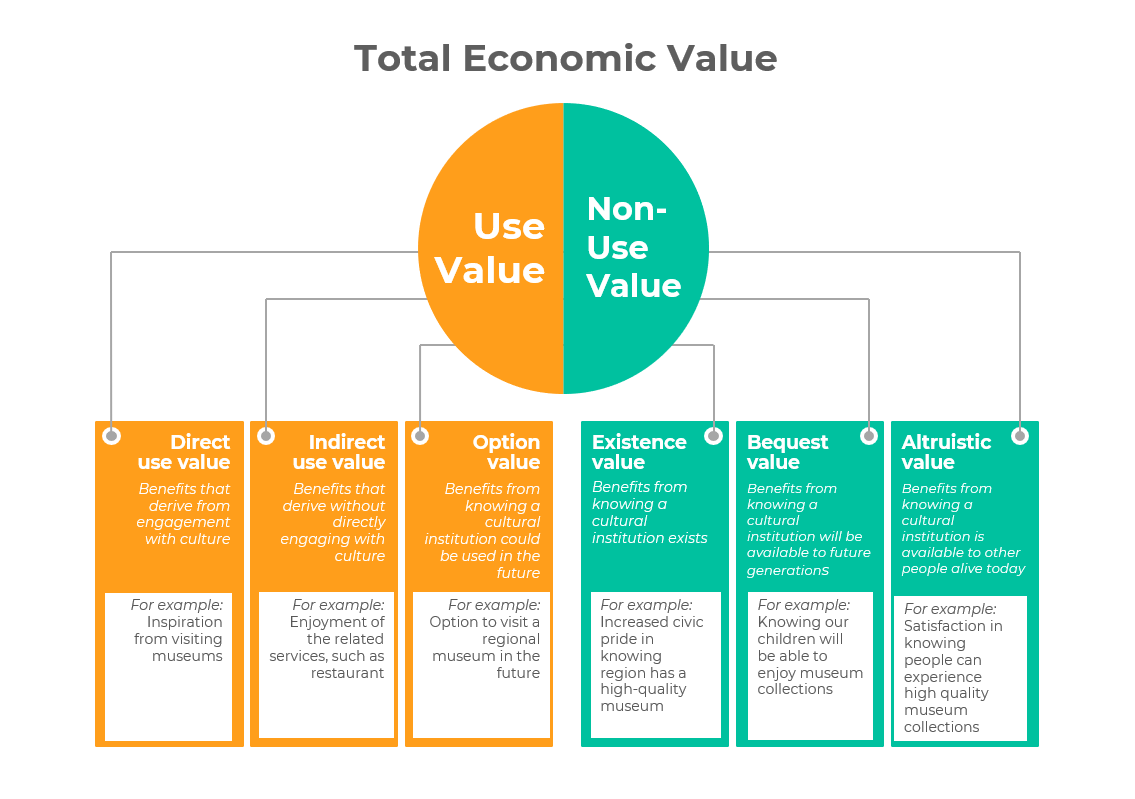 Total Economic Value
Use
Value
Non-
Use
Value
Direct
use value
Benefits that
derive from
engagement
with culture
For example:
Inspiration
from visiting
museums
Indirect
use value
Benefits that
derive without
directly
engaging with
culture
For example:
Enjoyment of
the related
services, such as
restaurant
Option
value
Benefits from
knowing a
cultural
institution could
be used in the
future
For example:
Option to visit a
regional
museum in the
future
Existence
value
Benefits from
knowing a
cultural
institution exists
For example:
Increased civic
pride in
knowing
region has a
high-quality
museum
Bequest
value
Benefits from
knowing a
cultural
institution will be
available to future
generations
For example:
Knowing our
children will
be able to
enjoy museum
collections
Altruistic
value
Benefits from
knowing a
cultural
institution is
available to other
people alive today
For example:
Satisfaction in
knowing
people can
experience
high quality
museum
collections